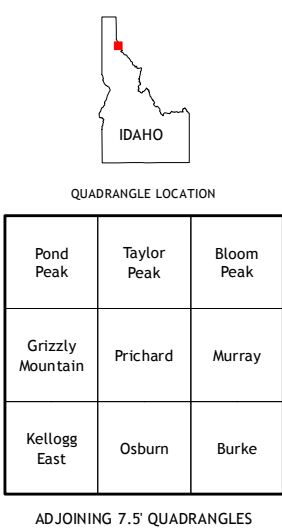 IDAHO
QUADRANGLE LOCATION
Pond
Peak
Taylor
Peak
Bloom
Peak
Grizzly
Mountain
Prichard
Murray
Kellogg
East
Osburn
Burke
ADJOINING 7.5' QUADRANGLES